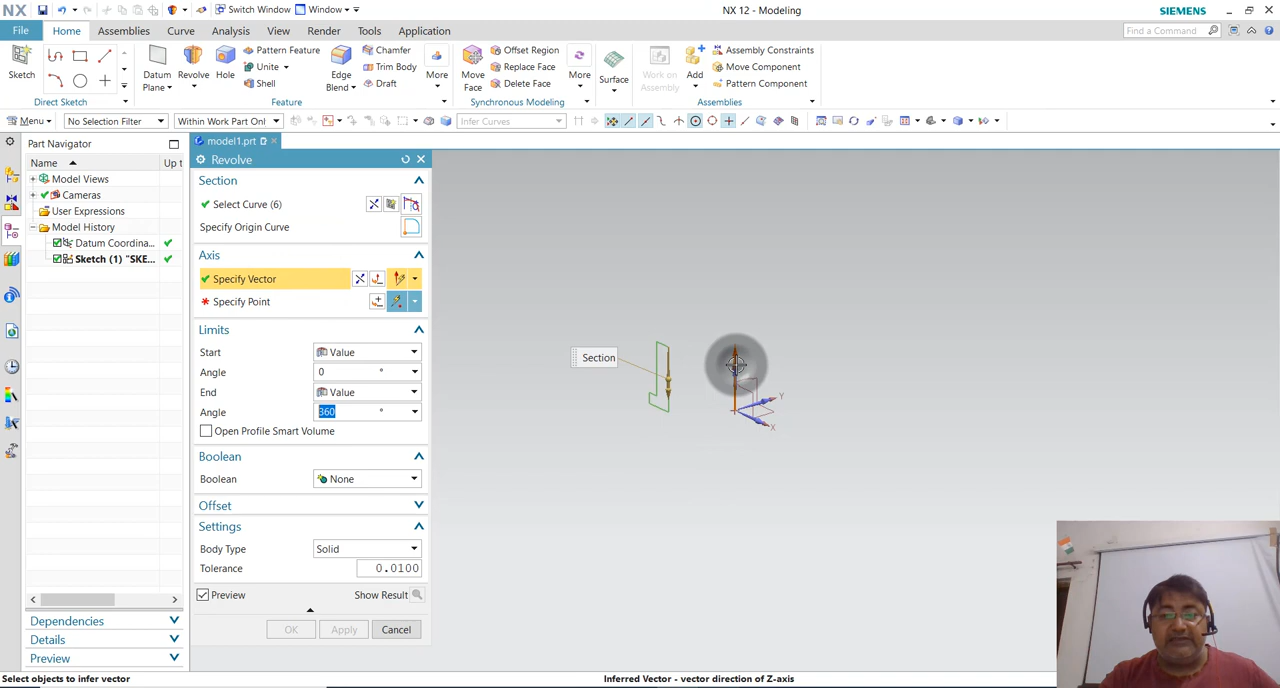 NX
Switch Window
Window
NX 12 - Modeling
SIEMENS
File
Home
Assemblies
Curve
Analysis
View
Render
Tools
Application
Find a Command
Sketch
Direct Sketch
Datum Plane
Revolve
Hole
Pattern Feature
Unite
Shell
Edge Blend
Chamfer
Trim Body
Draft
More
Feature
Move Face
Offset Region
Replace Face
Delete Face
More
Synchronous Modeling
Surface
Work on Assembly
Add
Assembly Constraints
Move Component
Pattern Component
Assemblies
Menu
No Selection Filter
Within Work Part Onl
Infer Curves
Part Navigator
Name
Up t
Model Views
Cameras
User Expressions
Model History
Datum Coordina...
Sketch (1) "SKE...
Dependencies
Details
Preview
model1.prt
Revolve
Section
Select Curve (6)
Specify Origin Curve
Axis
Specify Vector
* Specify Point
Limits
Start
Value
Angle
0
°
End
Value
Angle
360
°
Open Profile Smart Volume
Boolean
Boolean
None
Offset
Settings
Body Type
Solid
Tolerance
0.0100
Preview
Show Result
OK
Apply
Cancel
Section
Y
X
Select objects to infer vector
Inferred Vector - vector direction of Z-axis